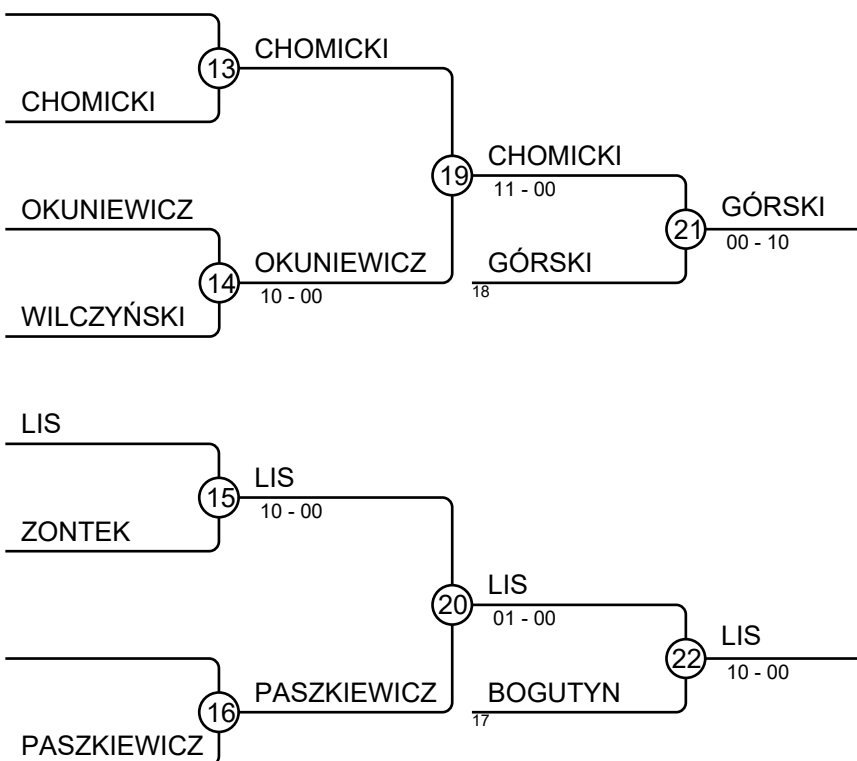 13
CHOMICKI
CHOMICKI
19
CHOMICKI
11 - 00
21
GÓRSKI
00 - 10
OKUNIEWICZ
14
OKUNIEWICZ
10 - 00
GÓRSKI
18
WILCZYŃSKI
LIS
15
LIS
10 - 00
ZONTEK
20
LIS
01 - 00
22
LIS
10 - 00
16
PASZKIEWICZ
BOGUTYN
17
PASZKIEWICZ